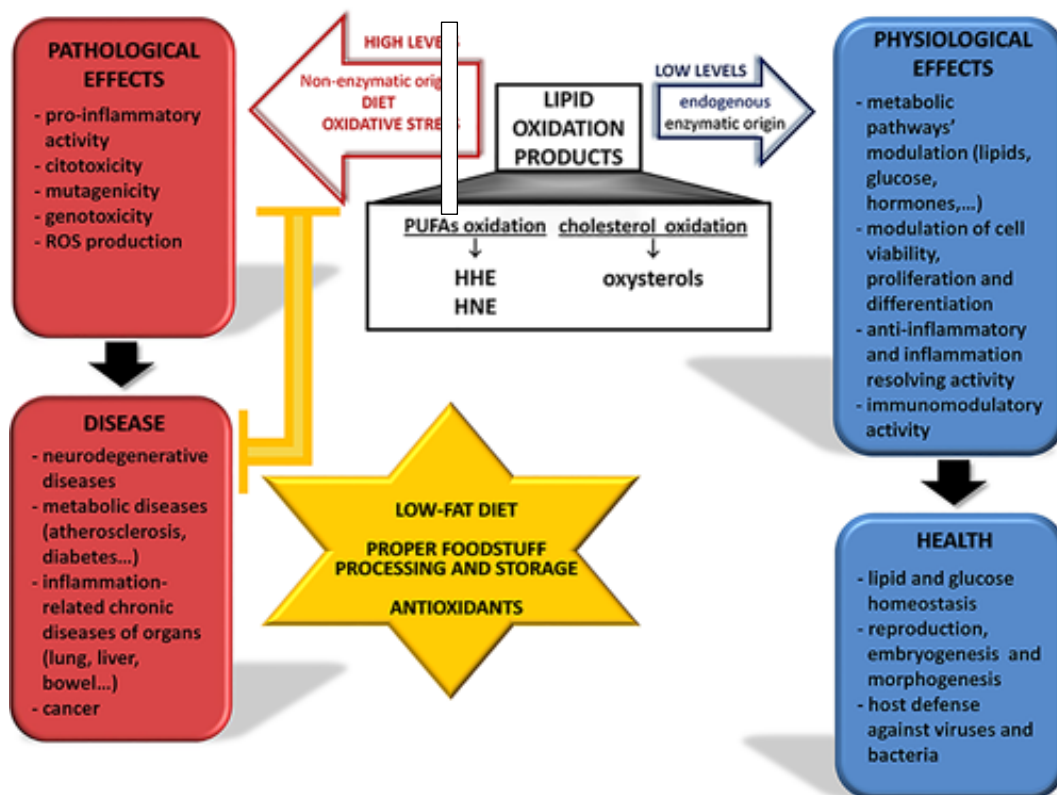 PATHOLOGICAL
EFFECTS
- pro-inflammatory
activity
- citotoxicity
- mutagenicity
- genotoxicity
- ROS production
HIGH LEVELS
Non-enzymatic origin
DIET
OXIDATIVE STRESS
LIPID
OXIDATION
PRODUCTS
LOW LEVELS
endogenous
enzymatic origin
PUFAs oxidation
↓
HHE
HNE
cholesterol oxidation
↓
oxysterols
PHYSIOLOGICAL
EFFECTS
- metabolic
pathways'
modulation (lipids,
glucose,
hormones,...)
- modulation of cell
viability,
proliferation and
differentiation
- anti-inflammatory
and inflammation
resolving activity
- immunomodulatory
activity
DISEASE
- neurodegenerative
diseases
- metabolic diseases
(atherosclerosis,
diabetes...)
- inflammation-
related chronic
diseases of organs
(lung, liver,
bowel...)
- cancer
LOW-FAT DIET
PROPER FOODSTUFF
PROCESSING AND STORAGE
ANTIOXIDANTS
HEALTH
- lipid and glucose
homeostasis
- reproduction,
embryogenesis and
morphogenesis
- host defense
against viruses and
bacteria